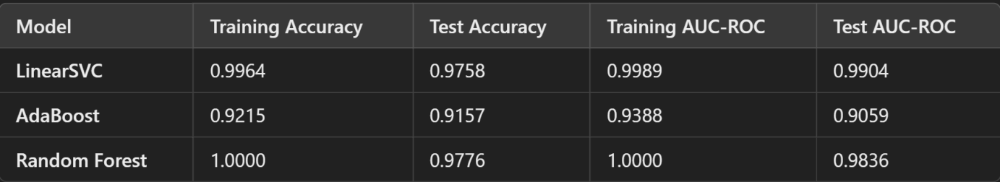 Model Training Accuracy Test Accuracy Training AUC-ROC Test AUC-ROC
LinearSVC 0.9964 0.9758 0.9989 0.9904
AdaBoost 0.9215 0.9157 0.9388 0.9059
Random Forest 1.0000 0.9776 1.0000 0.9836